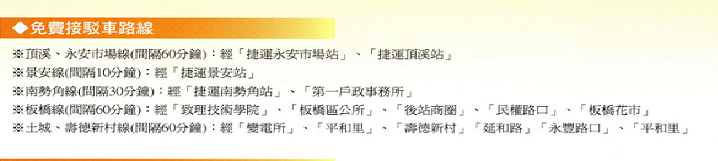 ◆免費接駁車路線
※頂溪、永安市場線(間隔60分鐘)：經「捷運永安市場站」、「捷運頂溪站」
※景安線(間隔10分鐘)：經「捷運景安站」
※南勢角線(間隔30分鐘)：經「捷運南勢角站」、「第一戶政事務所」
※板橋線(間隔60分鐘)：經「致理技術學院」、「板橋區公所」、「後站商圈」、「民權路口」、「板橋花市」
※土城、壽德新村線(間隔60分鐘)：經「變電所」、「平和里」、「壽德新村」「延和路」「永豐路口」、「平和里」